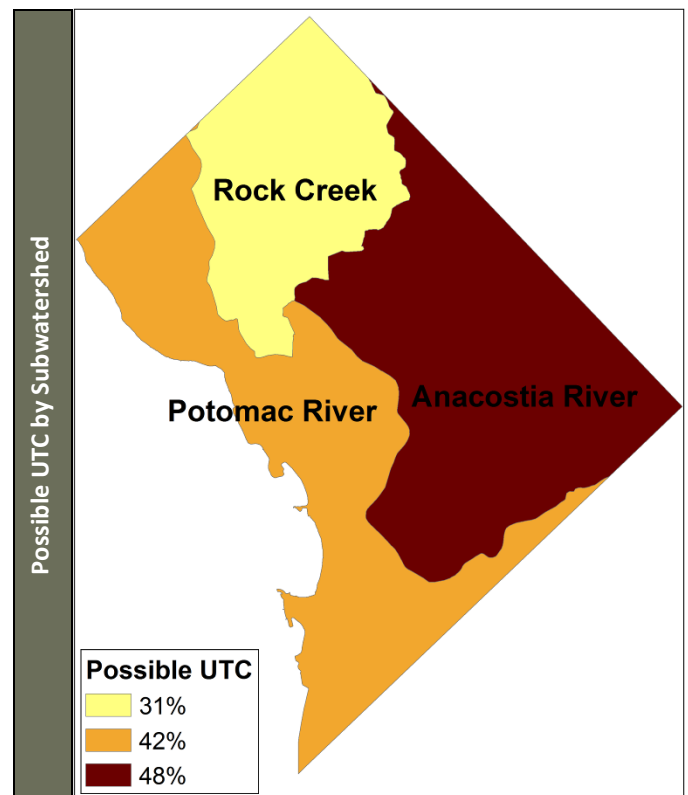 Possible UTC by Subwatershed
Rock Creek
Anacostia River
Potomac River
Possible UTC
31%
42%
48%